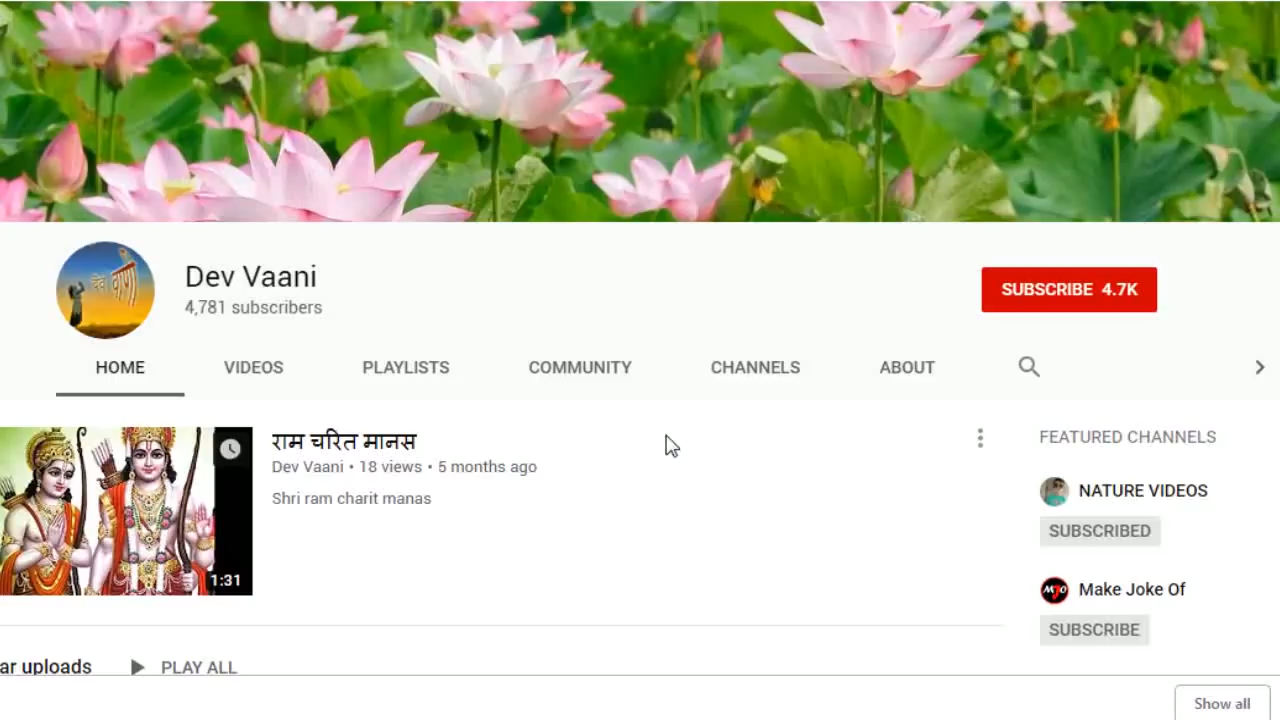 देव वाणी
Dev Vaani
4,781 subscribers
SUBSCRIBE 4.7K
HOME VIDEOS PLAYLISTS COMMUNITY CHANNELS ABOUT
राम चरित मानस
Dev Vaani • 18 views • 5 months ago
Shri ram charit manas
1:31
FEATURED CHANNELS
NATURE VIDEOS
SUBSCRIBED
MJO
Make Joke Of
SUBSCRIBE
ar uploads PLAY ALL
Show all